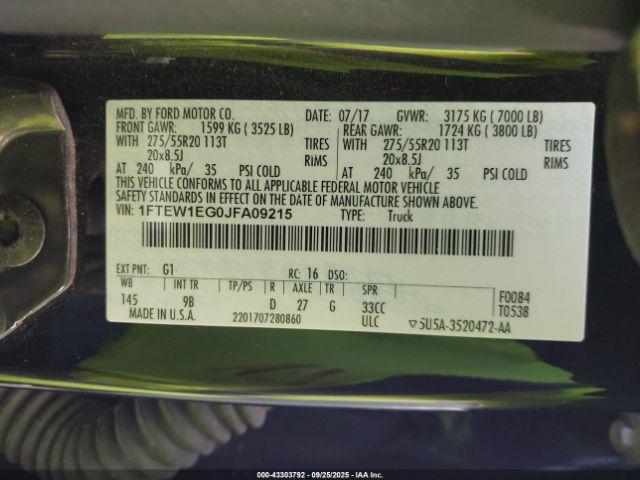 MFD. BY FORD MOTOR CO. DATE: 07/17 GVWR: 3175 KG ( 7000 LB)
FRONT GAWR: 1599 KG ( 3525 LB) REAR GAWR: 1724 KG ( 3800 LB)
WITH 275/55R20 113T TIRES WITH 275/55R20 113T TIRES
20x8.5J RIMS 20x8.5J RIMS
AT 240 kPa/ 35 PSI COLD AT 240 kPa/ 35 PSI COLD
THIS VEHICLE CONFORMS TO ALL APPLICABLE FEDERAL MOTOR VEHICLE
SAFETY STANDARDS IN EFFECT ON THE DATE OF MANUFACTURE SHOWN ABOVE.
VIN: 1FTEW1EG0JFA09215 TYPE: Truck
EXT PNT: G1 RC: 16 DSO:
WB INT TR TP/PS R AXLE TR SPR F0084
145 9B D 27 G 33CC T0538
MADE IN U.S.A. 2201707280860 ULC ▽5U5A-3520472-AA
000-43303792 - 09/25/2025 - IAA Inc.